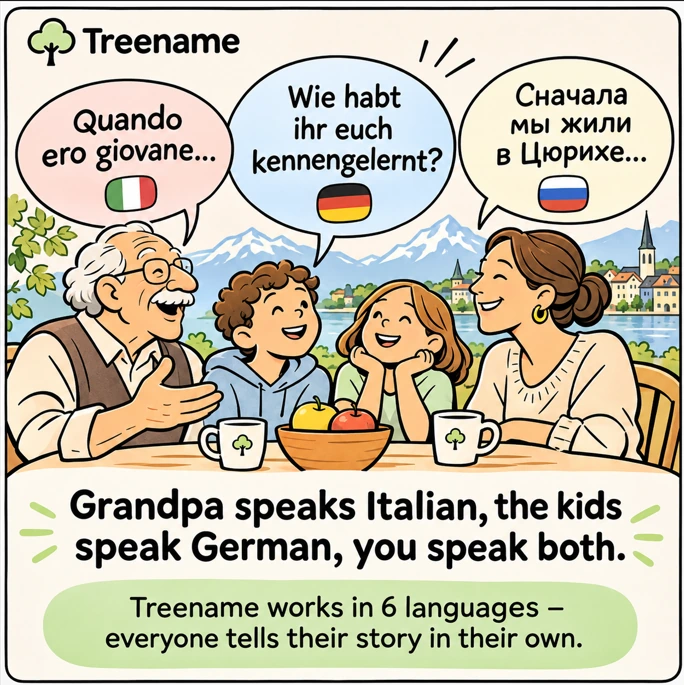 Treename
Quando
ero giovane...
Wie habt
ihr euch
kennengelernt?
Сначала
мы жили
в Цюрихе...
Grandpa speaks Italian, the kids
speak German, you speak both.
Treename works in 6 languages –
everyone tells their story in their own.